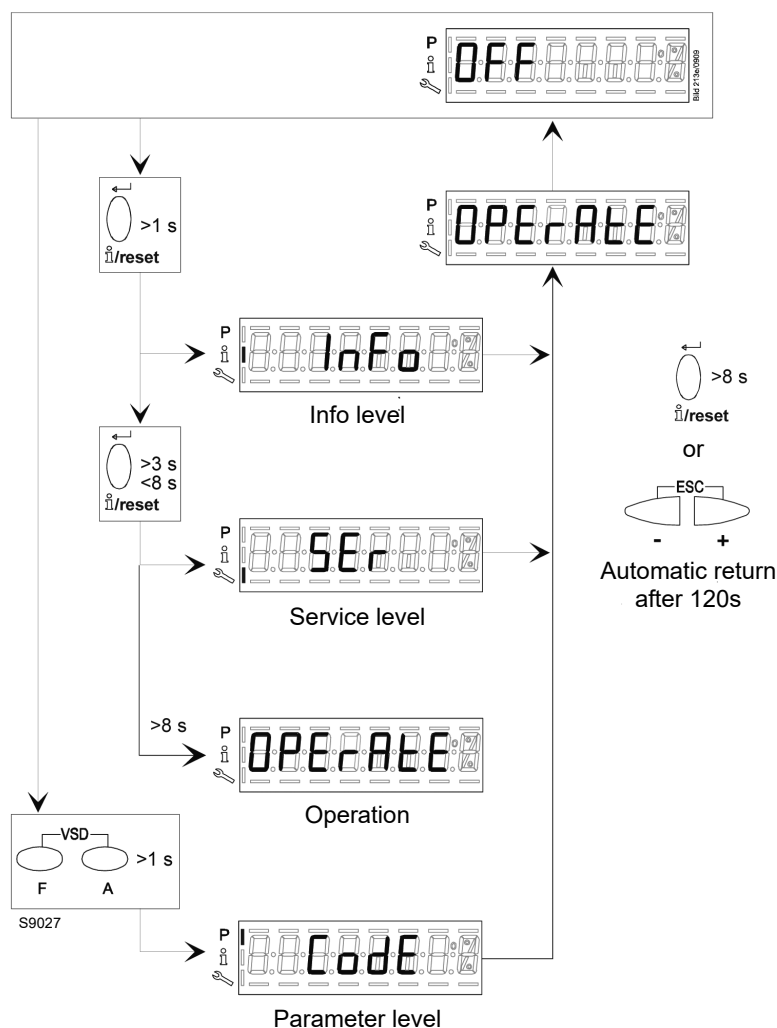 P
OFF
Bild 213e/0909
P
OPErAtE
>1 s
i/reset
P
i
InFo
Info level
>8 s
i/reset
or
ESC
- +
Automatic return
after 120s
>3 s
<8 s
i/reset
P
i
SEr
Service level
>8 s
P
i
OPErAtE
Operation
VSD
>1 s
F A
S9027
P
i
CodE
Parameter level